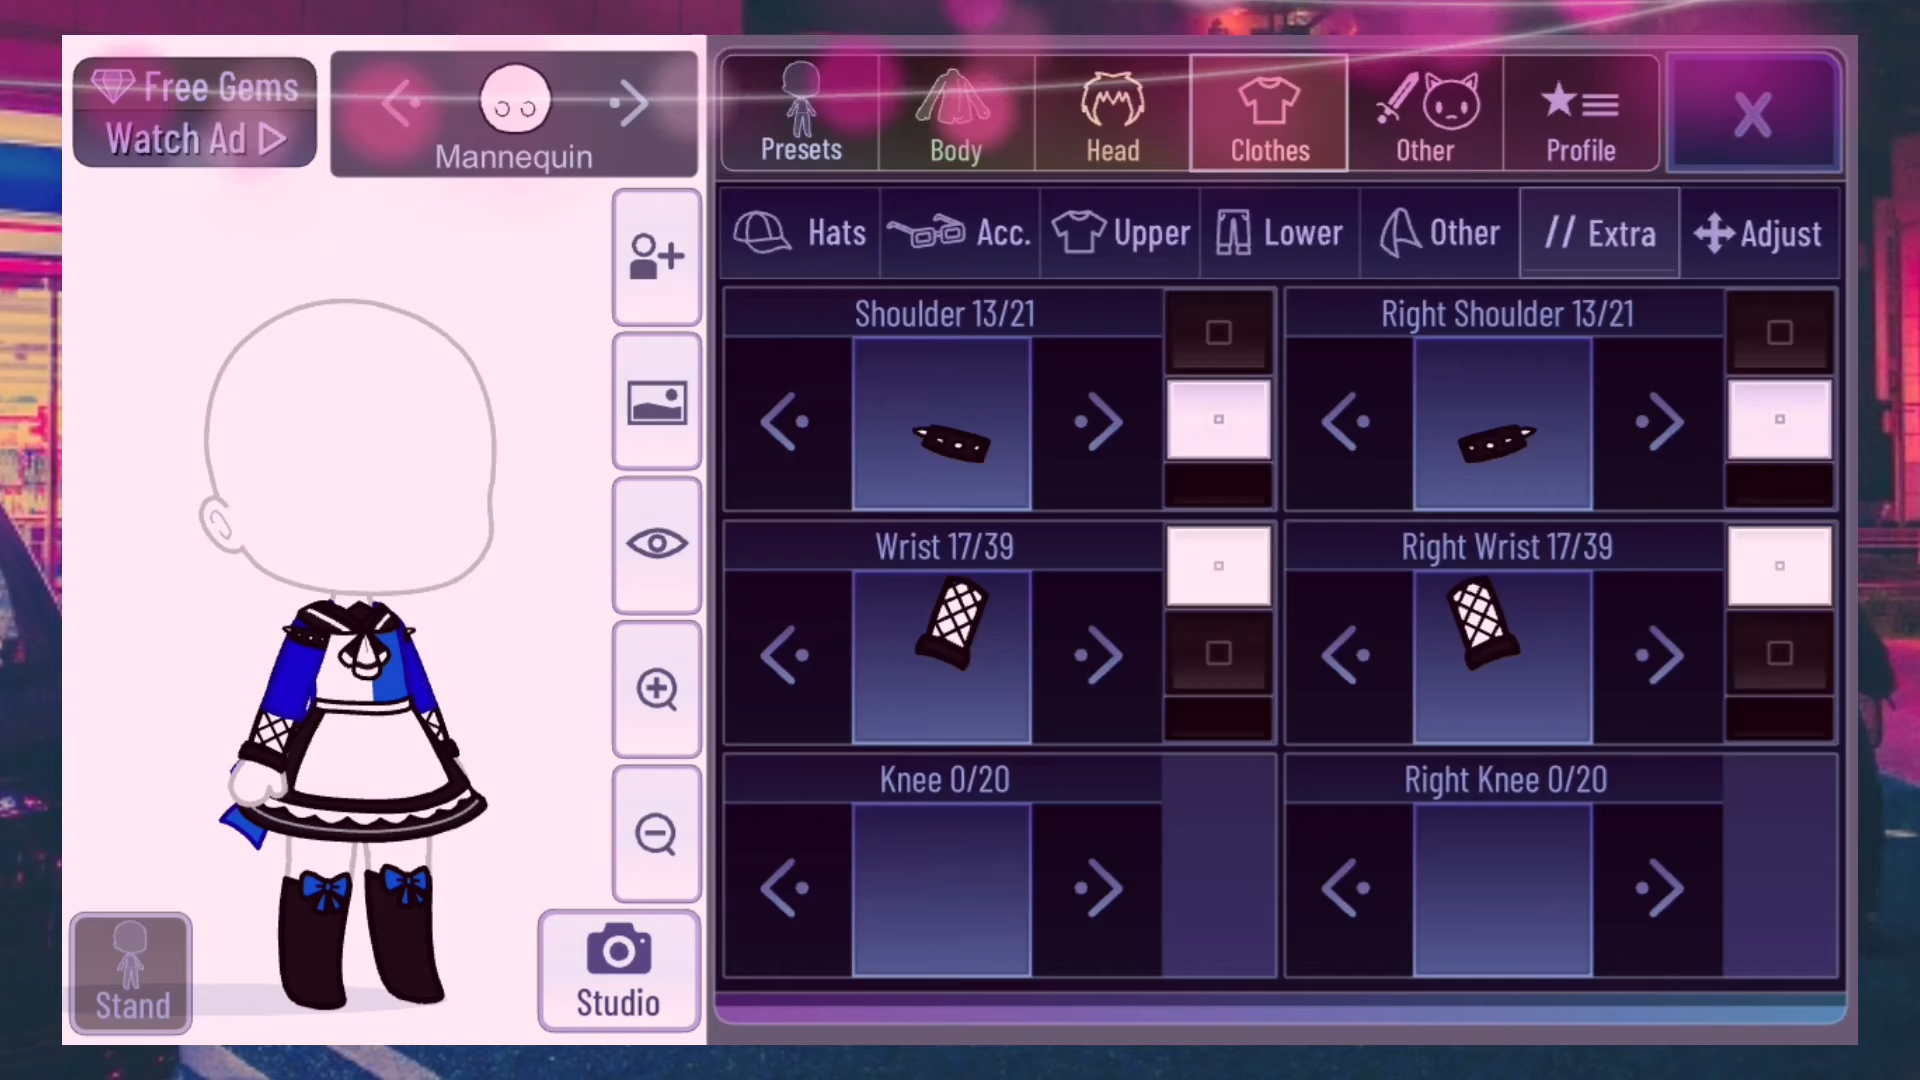 Free Gems
Watch Ad
Mannequin
Presets
Body
Head
Clothes
Other
Profile
X
Hats
Acc.
Upper
Lower
Other
// Extra
Adjust
Shoulder 13/21
Right Shoulder 13/21
Wrist 17/39
Right Wrist 17/39
Knee 0/20
Right Knee 0/20
Stand
Studio